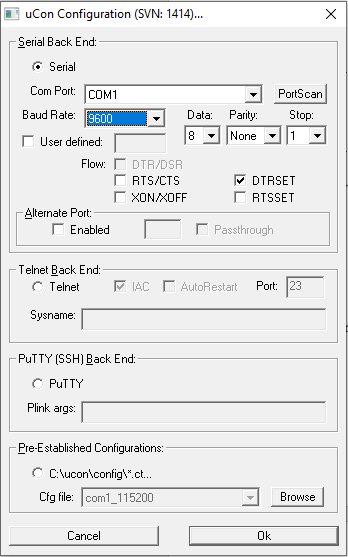 uCon Configuration (SVN: 1414)...
Serial Back End:
Serial
Com Port: COM1 PortScan
Baud Rate: 9600 Data: 8 Parity: None Stop: 1
User defined:
Flow: DTR/DSR
RTS/CTS DTRSET
XON/XOFF RTSSET
Alternate Port:
Enabled Passthrough
Telnet Back End:
Telnet IAC AutoRestart Port: 23
Sysname:
PuTTY (SSH) Back End:
PuTTY
Plink args:
Pre-Established Configurations:
C:\ucon\config\*.ct...
Cfg file: com1_115200 Browse
Cancel Ok